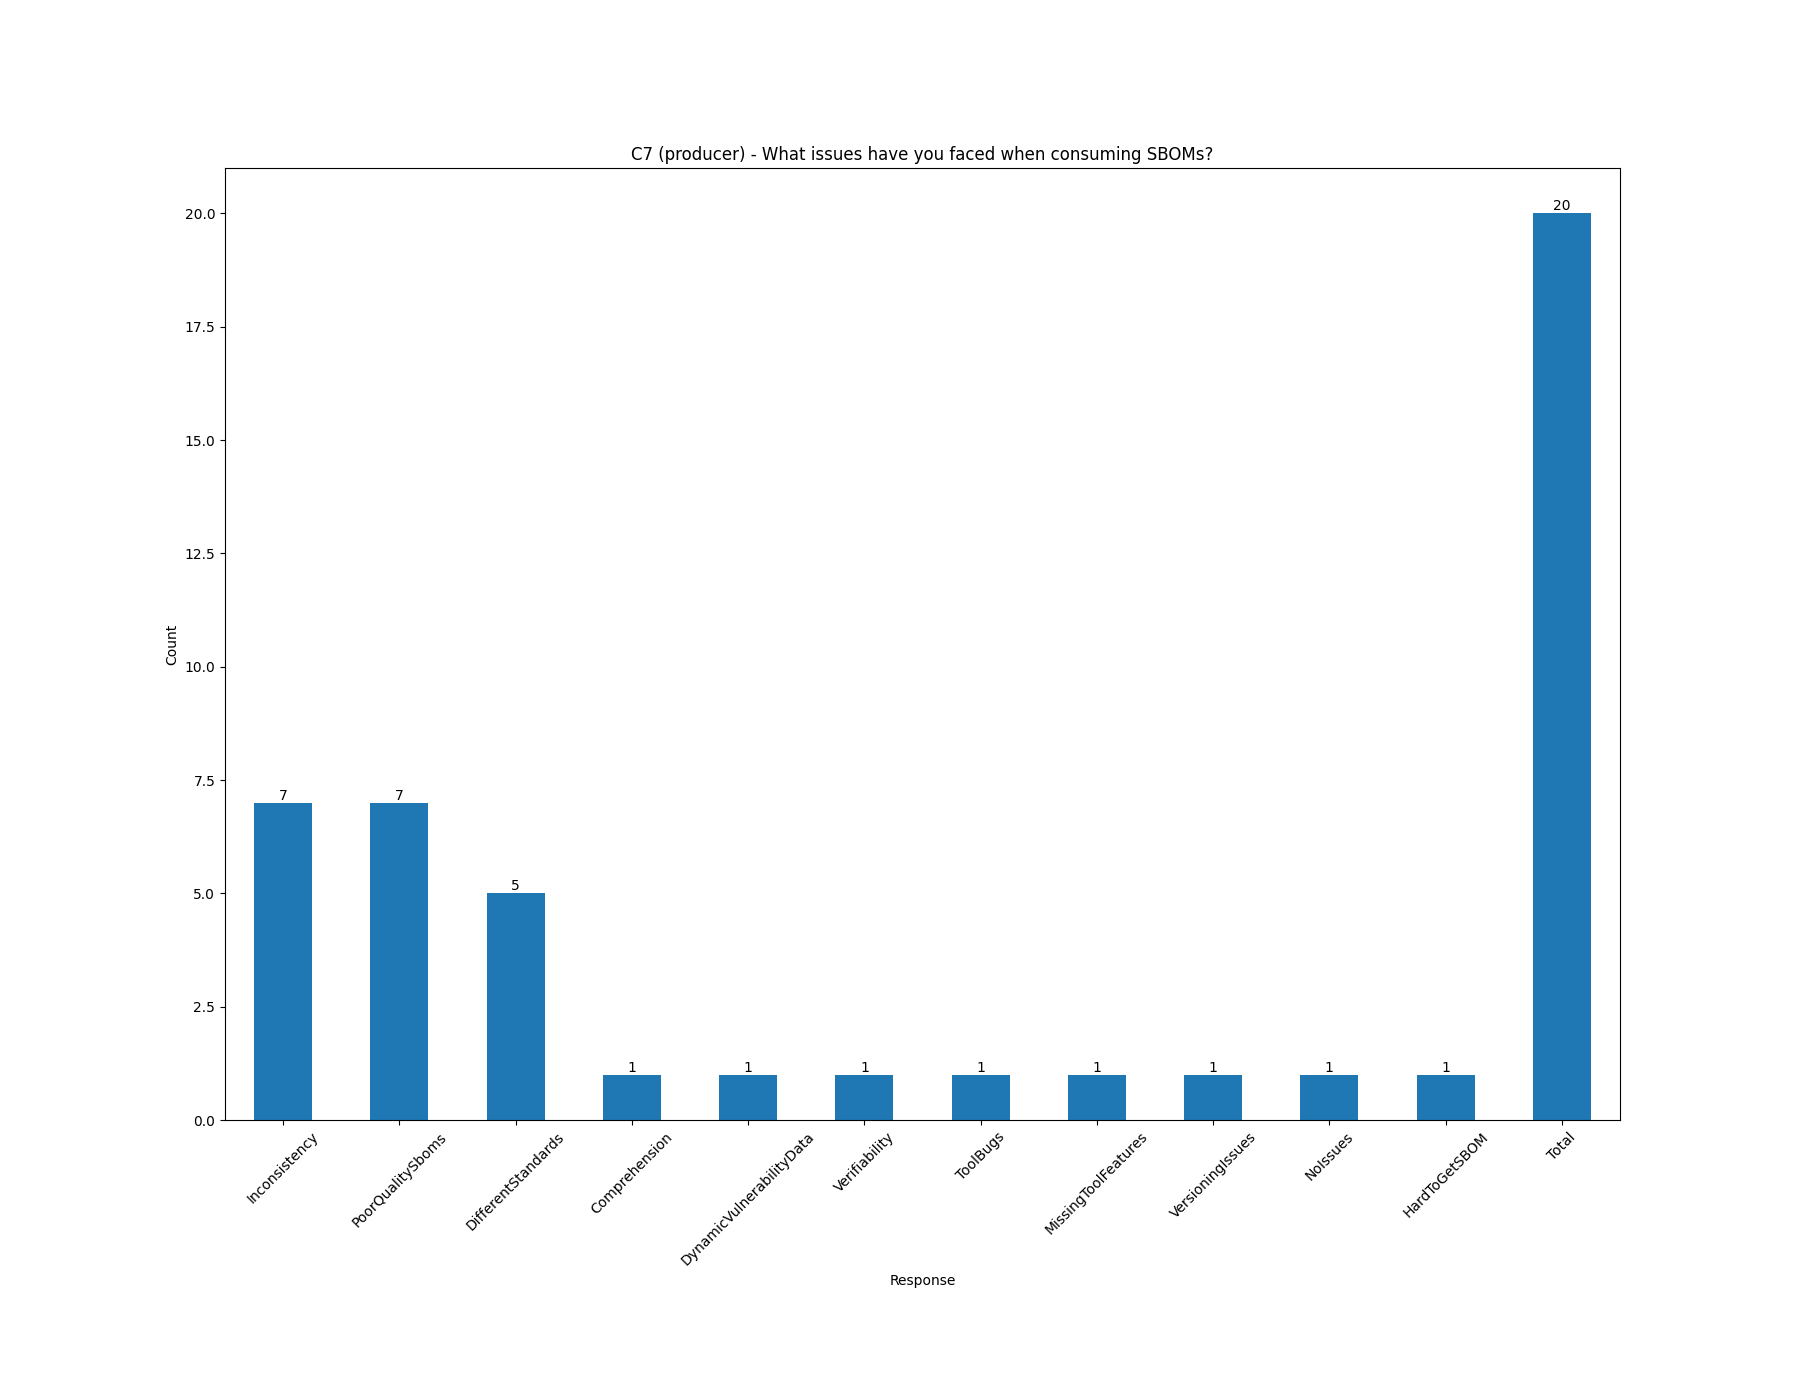 C7 (producer) - What issues have you faced when consuming SBOMs?
20.0
17.5
15.0
12.5
10.0
7.5
5.0
2.5
0.0
Count
7
7
5
1
1
1
1
1
1
1
1
20
Inconsistency
PoorQualitySboms
DifferentStandards
Comprehension
DynamicVulnerabilityData
Verifiability
ToolBugs
MissingToolFeatures
VersioningIssues
NoIssues
HardToGetSBOM
Total
Response